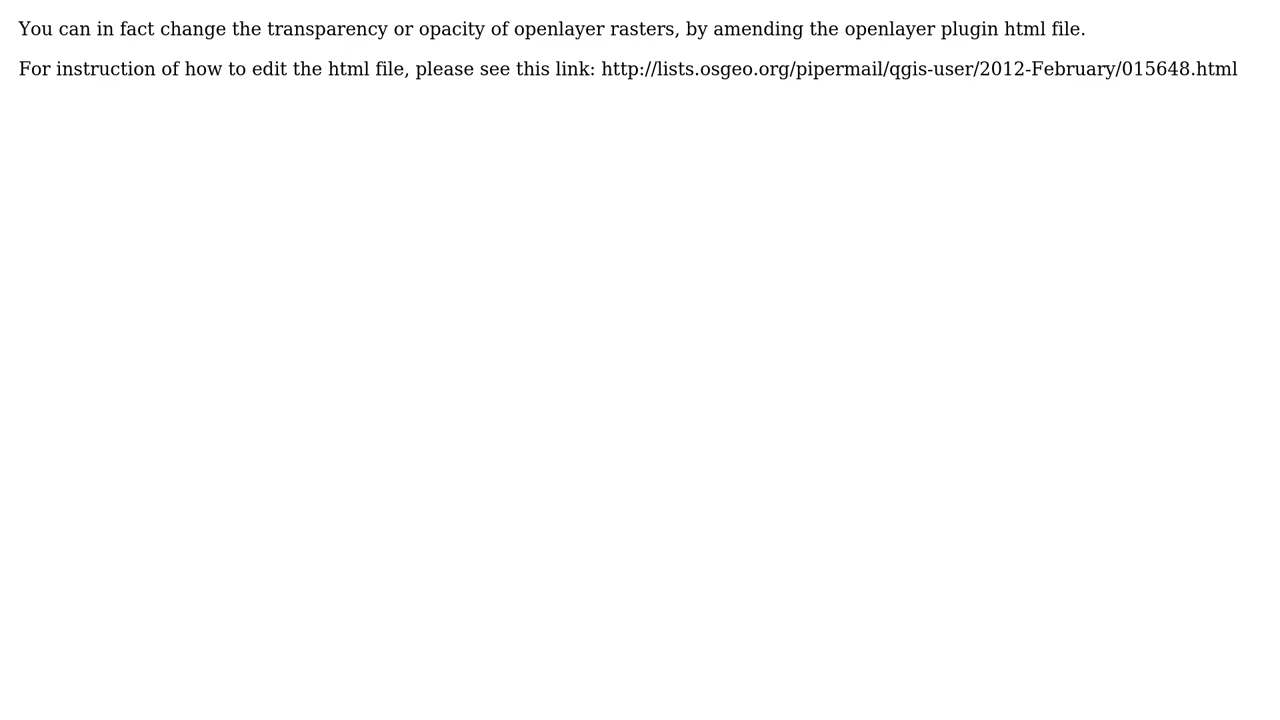 You can in fact change the transparency or opacity of openlayer rasters, by amending the openlayer plugin html file.
For instruction of how to edit the html file, please see this link: http://lists.osgeo.org/pipermail/qgis-user/2012-February/015648.html